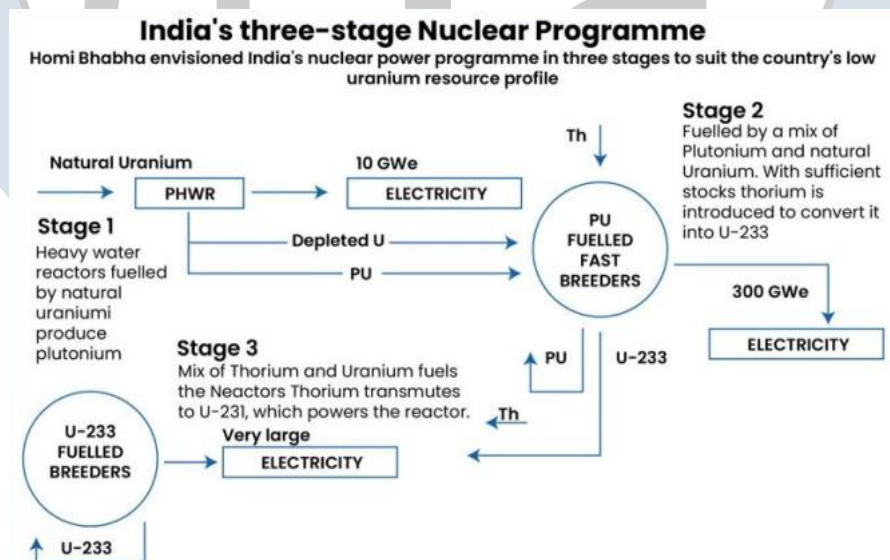 India's three-stage Nuclear Programme
Homi Bhabha envisioned India's nuclear power programme in three stages to suit the country's low
uranium resource profile
Natural Uranium
PHWR
10 GWe
ELECTRICITY
Th
Stage 2
Fuelled by a mix of
Plutonium and natural
Uranium. With sufficient
stocks thorium is
introduced to convert it
into U-233
Stage 1
Heavy water
reactors fuelled
by natural
uraniumi
produce
plutonium
Depleted U
PU
PU
FUELLED
FAST
BREEDERS
300 GWe
ELECTRICITY
PU
U-233
Stage 3
Mix of Thorium and Uranium fuels
the Neactors Thorium transmutes
to U-231, which powers the reactor.
Th
Very large
ELECTRICITY
U-233
FUELLED
BREEDERS
U-233